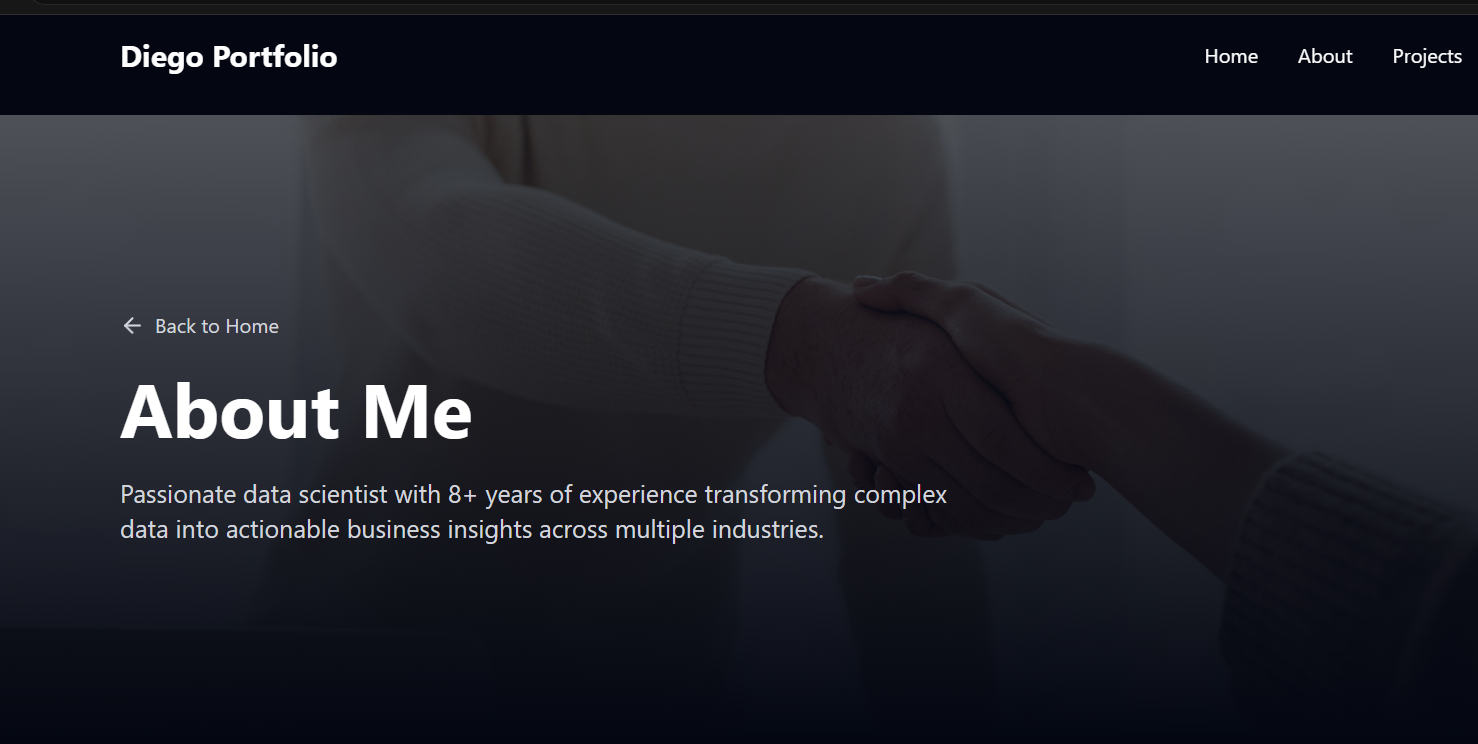 Diego Portfolio
Home About Projects
Back to Home
About Me
Passionate data scientist with 8+ years of experience transforming complex
data into actionable business insights across multiple industries.